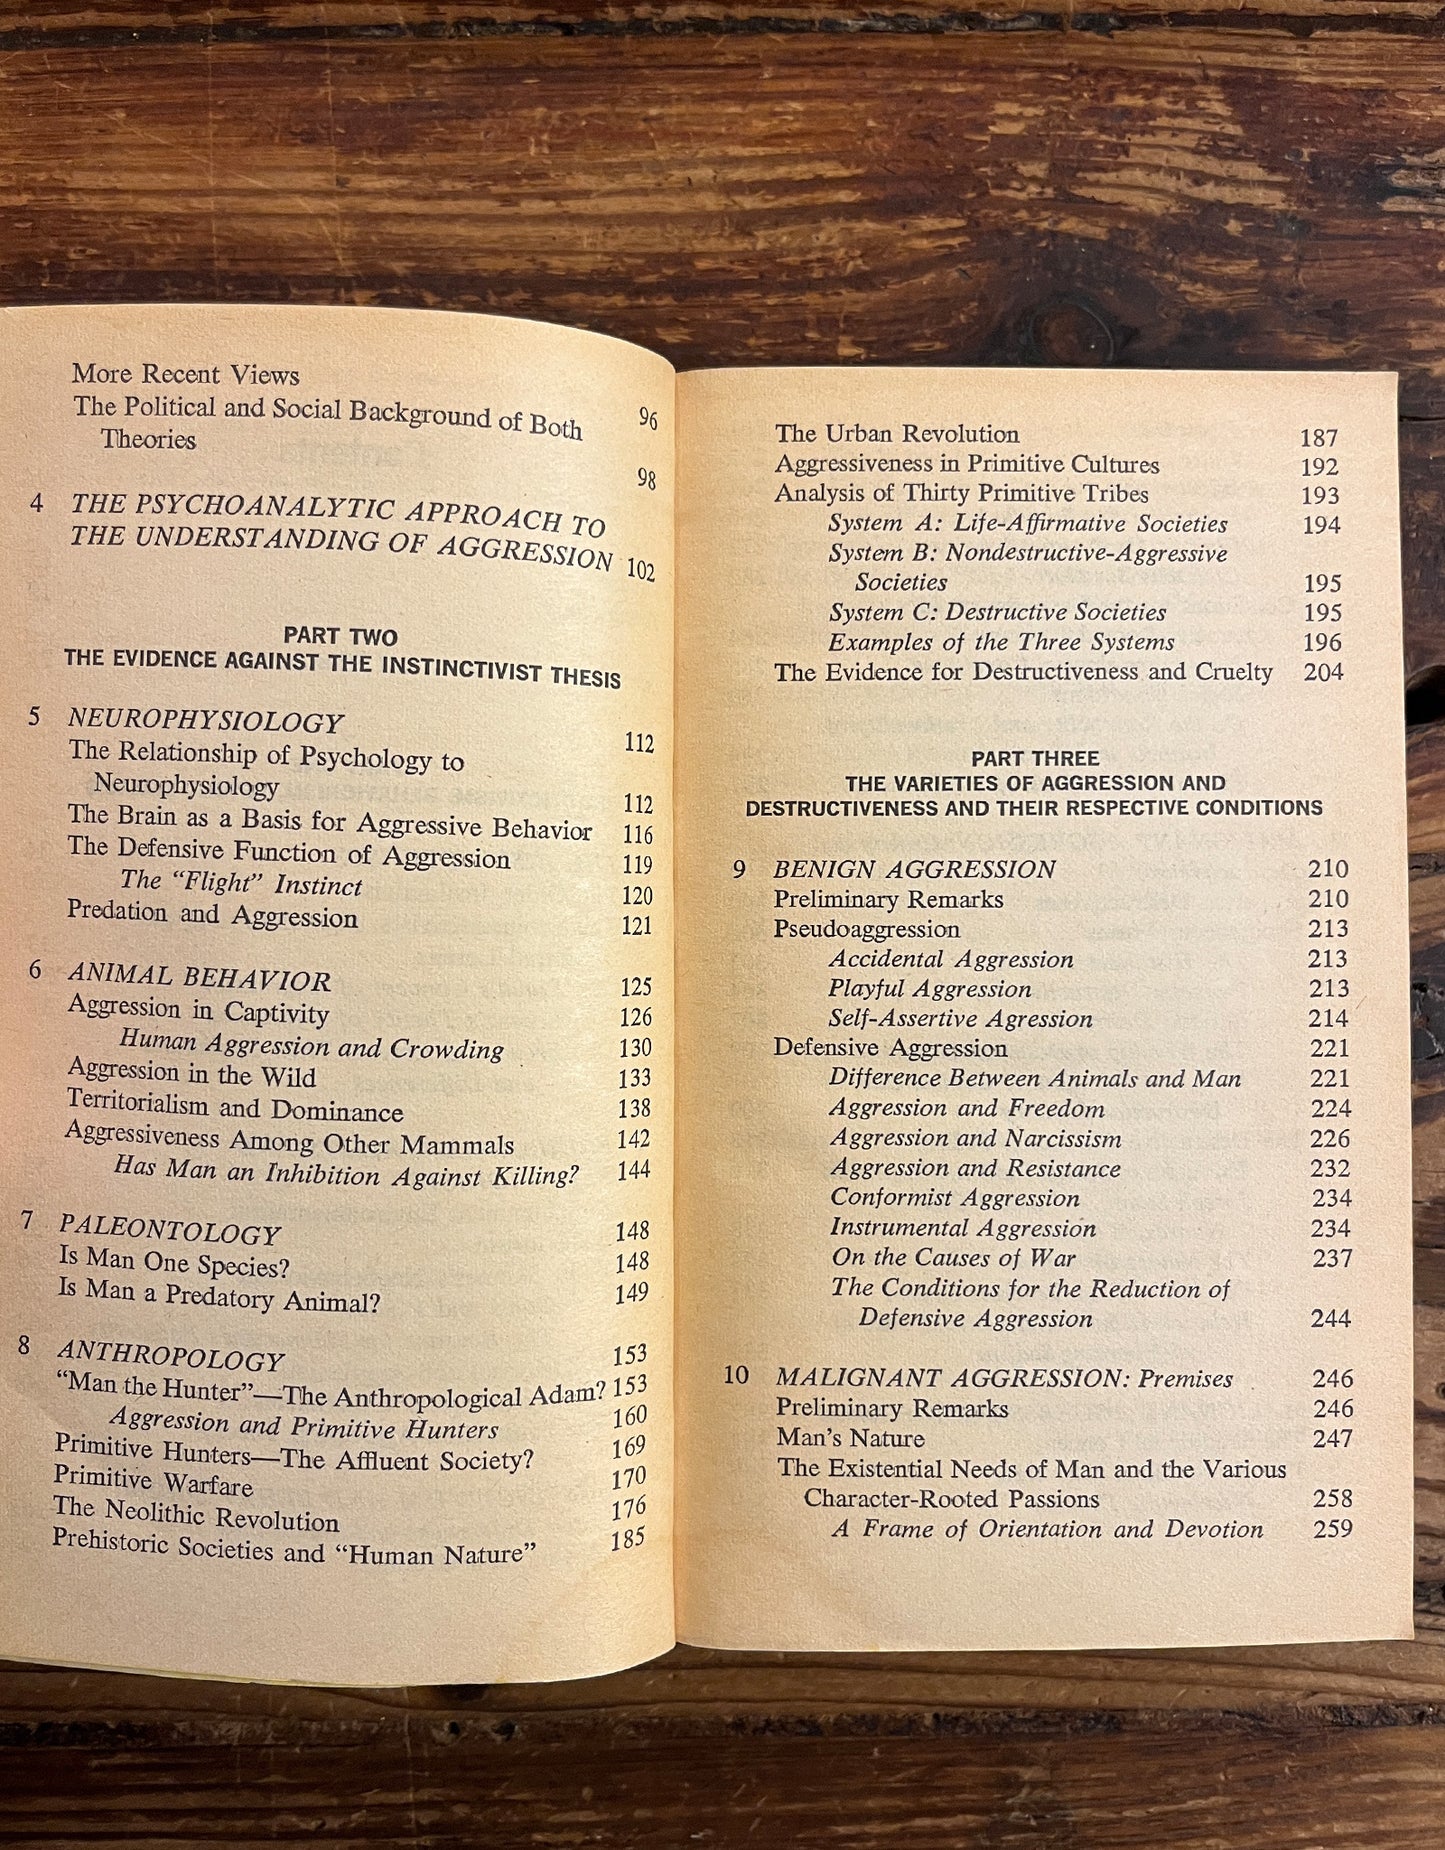 More Recent Views 96
The Political and Social Background of Both
Theories 98
4 THE PSYCHOANALYTIC APPROACH TO
THE UNDERSTANDING OF AGGRESSION 102
PART TWO
THE EVIDENCE AGAINST THE INSTINCTIVIST THESIS
5 NEUROPHYSIOLOGY 112
The Relationship of Psychology to
Neurophysiology 112
The Brain as a Basis for Aggressive Behavior 116
The Defensive Function of Aggression 119
The “Flight” Instinct 120
Predation and Aggression 121
6 ANIMAL BEHAVIOR 125
Aggression in Captivity 126
Human Aggression and Crowding 130
Aggression in the Wild 133
Territorialism and Dominance 138
Aggressiveness Among Other Mammals 142
Has Man an Inhibition Against Killing? 144
7 PALEONTOLOGY 148
Is Man One Species? 148
Is Man a Predatory Animal? 149
8 ANTHROPOLOGY 153
“Man the Hunter”—The Anthropological Adam? 153
Aggression and Primitive Hunters 160
Primitive Hunters—The Affluent Society? 169
Primitive Warfare 170
The Neolithic Revolution 176
Prehistoric Societies and “Human Nature” 185
The Urban Revolution 187
Aggressiveness in Primitive Cultures 192
Analysis of Thirty Primitive Tribes 193
System A: Life-Affirmative Societies 194
System B: Nondestructive-Aggressive
Societies 195
System C: Destructive Societies 195
Examples of the Three Systems 196
The Evidence for Destructiveness and Cruelty 204
PART THREE
THE VARIETIES OF AGGRESSION AND
DESTRUCTIVENESS AND THEIR RESPECTIVE CONDITIONS
9 BENIGN AGGRESSION 210
Preliminary Remarks 210
Pseudoaggression 213
Accidental Aggression 213
Playful Aggression 213
Self-Assertive Agression 214
Defensive Aggression 221
Difference Between Animals and Man 221
Aggression and Freedom 224
Aggression and Narcissism 226
Aggression and Resistance 232
Conformist Aggression 234
Instrumental Aggression 234
On the Causes of War 237
The Conditions for the Reduction of
Defensive Aggression 244
10 MALIGNANT AGGRESSION: Premises 246
Preliminary Remarks 246
Man's Nature 247
The Existential Needs of Man and the Various
Character-Rooted Passions 258
A Frame of Orientation and Devotion 259